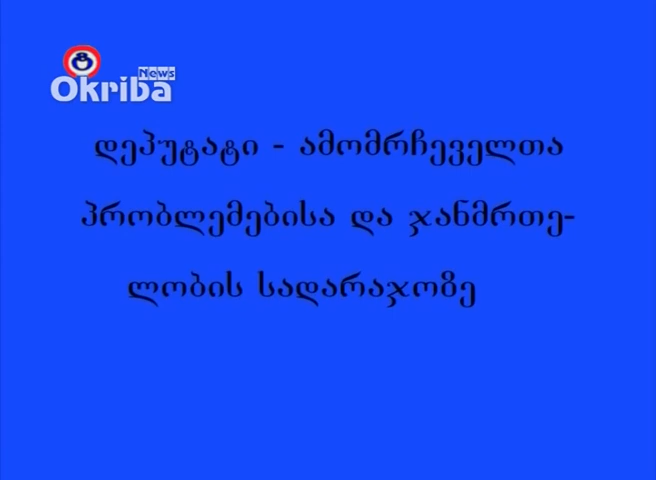 News
Okriba
დეპუტატი - ამომრჩეველთა
პრობლემებისა და ჯანმრთე-
ლობის სადარაჯოზე